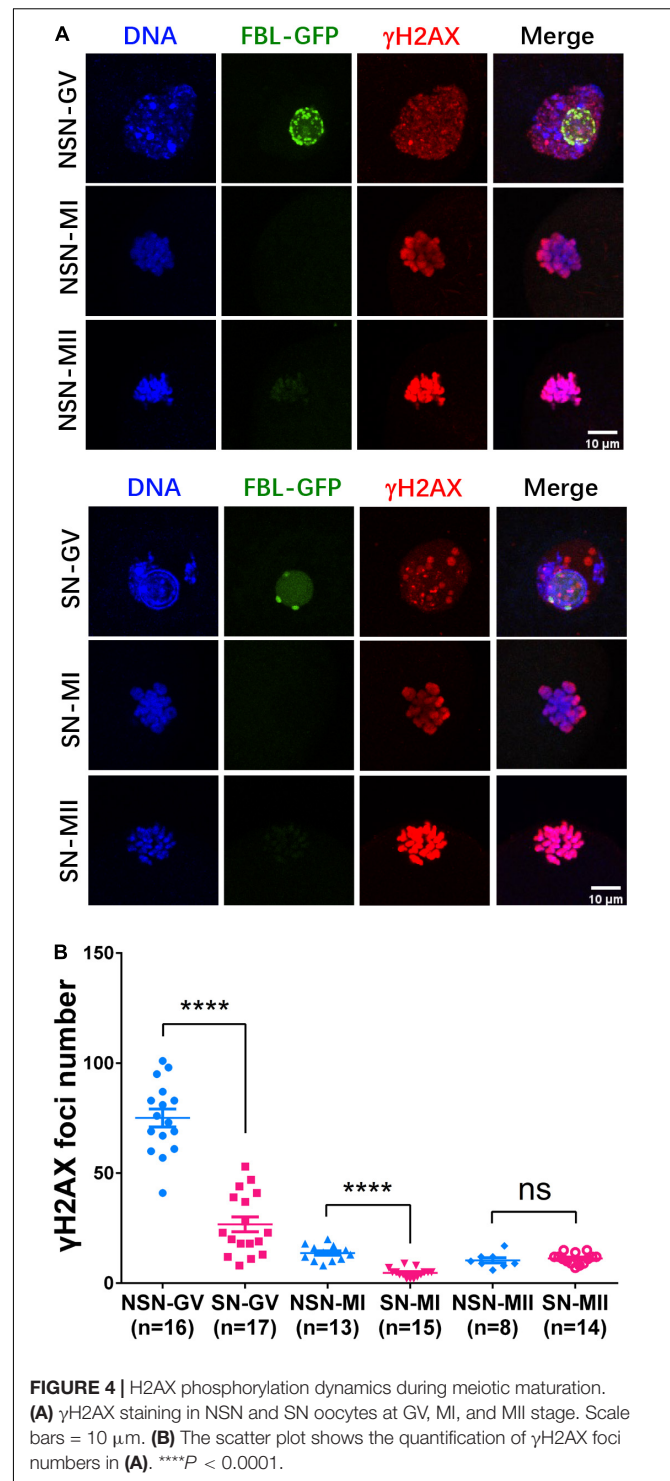 A
DNA FBL-GFP γH2AX Merge
NSN-GV
NSN-MI
NSN-MII
10 μm
DNA FBL-GFP γH2AX Merge
SN-GV
SN-MI
SN-MII
10 μm
B
γH2AX foci number
150
100
50
0
****
****
ns
NSN-GV SN-GV NSN-MI SN-MI NSN-MII SN-MII
(n=16) (n=17) (n=13) (n=15) (n=8) (n=14)
FIGURE 4 | H2AX phosphorylation dynamics during meiotic maturation.
(A) γH2AX staining in NSN and SN oocytes at GV, MI, and MII stage. Scale
bars = 10 μm. (B) The scatter plot shows the quantification of γH2AX foci
numbers in (A). ****P < 0.0001.